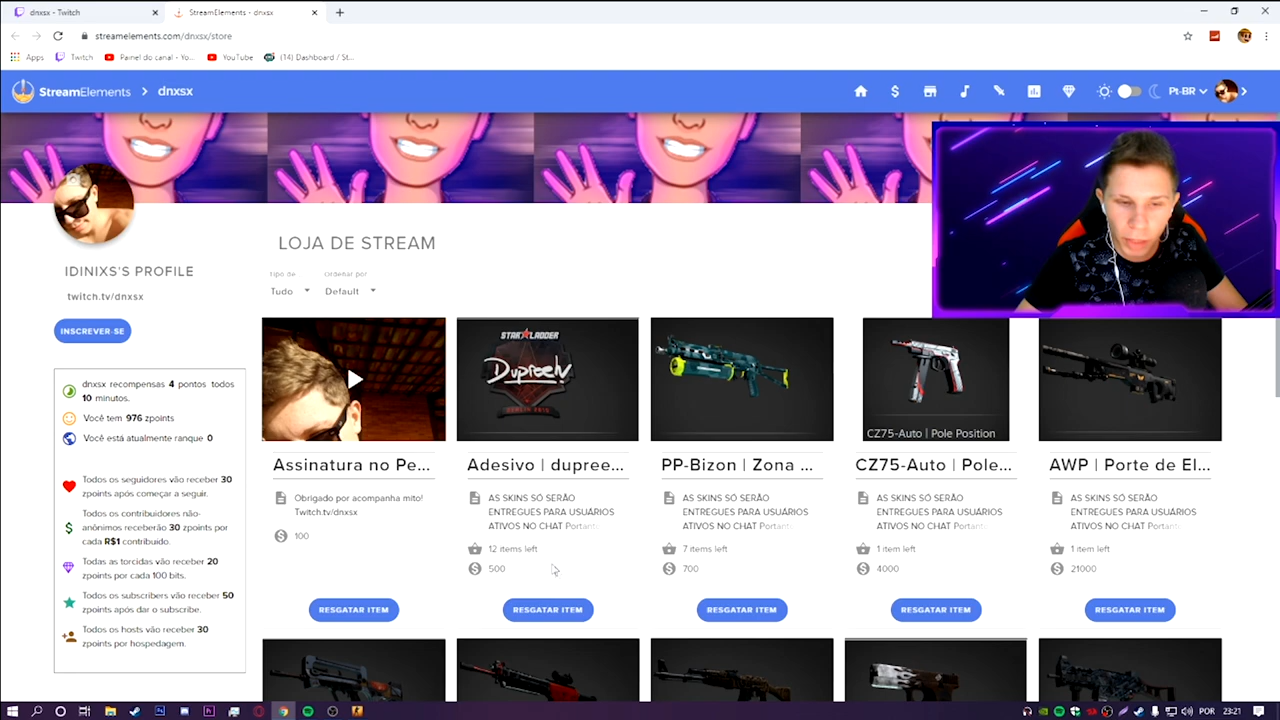 dnxsx - Twitch
StreamElements - dnxsx
streamelements.com/dnxsx/store
Apps
Twitch
Painel do canal - Yo...
YouTube
(14) Dashboard / St...
StreamElements
dnxsx
Pt-BR
IDINIXS'S PROFILE
twitch.tv/dnxsx
INSCREVER-SE
dnxsx recompensas 4 pontos todos
10 minutos.
Você tem 976 zpoints
Você está atualmente ranque 0
Todos os seguidores vão receber 30
zpoints após começar a seguir.
Todos os contribuidores não-
anônimos receberão 30 zpoints por
cada R$1 contribuído.
Todas as torcidas vão receber 20
zpoints por cada 100 bits.
Todos os subscribers vão receber 50
zpoints após dar o subscribe.
Todos os hosts vão receber 30
zpoints por hospedagem.
LOJA DE STREAM
Tipo de
Tudo
Ordenar por
Default
Assinatura no Pe...
Obrigado por acompanha mito!
Twitch.tv/dnxsx
100
RESGATAR ITEM
STAR LADDER
Dupreeh
BERLIN 2019
Adesivo | dupree...
AS SKINS SÓ SERÃO
ENTREGUES PARA USUÁRIOS
ATIVOS NO CHAT Portant
12 items left
500
RESGATAR ITEM
PP-Bizon | Zona ...
AS SKINS SÓ SERÃO
ENTREGUES PARA USUÁRIOS
ATIVOS NO CHAT Portant
7 items left
700
RESGATAR ITEM
CZ75-Auto | Pole Position
CZ75-Auto | Pole...
AS SKINS SÓ SERÃO
ENTREGUES PARA USUÁRIOS
ATIVOS NO CHAT Portant
1 item left
4000
RESGATAR ITEM
AWP | Porte de El...
AS SKINS SÓ SERÃO
ENTREGUES PARA USUÁRIOS
ATIVOS NO CHAT Portant
1 item left
21000
RESGATAR ITEM
POR
23:21